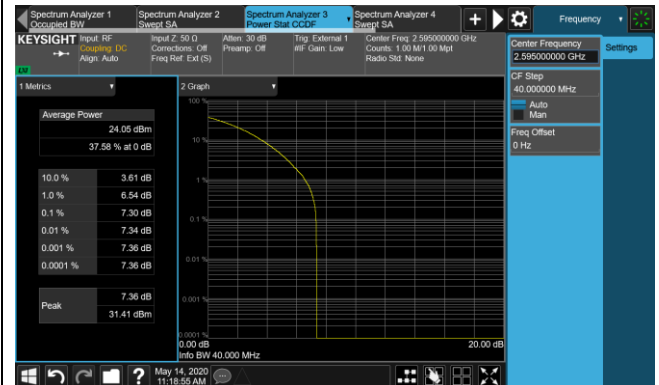 Spectrum Analyzer 1
Occupied BW
Spectrum Analyzer 2
Swept SA
Spectrum Analyzer 3
Power Stat CCDF
Spectrum Analyzer 4
Swept SA
Frequency
KEYSIGHT
Input: RF
Coupling: DC
Align: Auto
Input Z: 50 Ω
Corrections: Off
Freq Ref: Ext (S)
Atten: 30 dB
Preamp: Off
Trig: External 1
#IF Gain: Low
Center Freq: 2.595000000 GHz
Counts: 1.00 M/1.00 Mpt
Radio Std: None
Center Frequency
2.595000000 GHz
Settings
CF Step
40.000000 MHz
Auto
Man
Freq Offset
0 Hz
1 Metrics
Average Power
24.05 dBm
37.58 % at 0 dB
10.0 % 3.61 dB
1.0 % 6.54 dB
0.1 % 7.30 dB
0.01 % 7.34 dB
0.001 % 7.36 dB
0.0001 % 7.36 dB
Peak
7.36 dB
31.41 dBm
2 Graph
100 %
10 %
1 %
0.1 %
0.01 %
0.001 %
0.0001 %
0.00 dB 20.00 dB
Info BW 40.000 MHz
?
May 14, 2020
11:18:55 AM